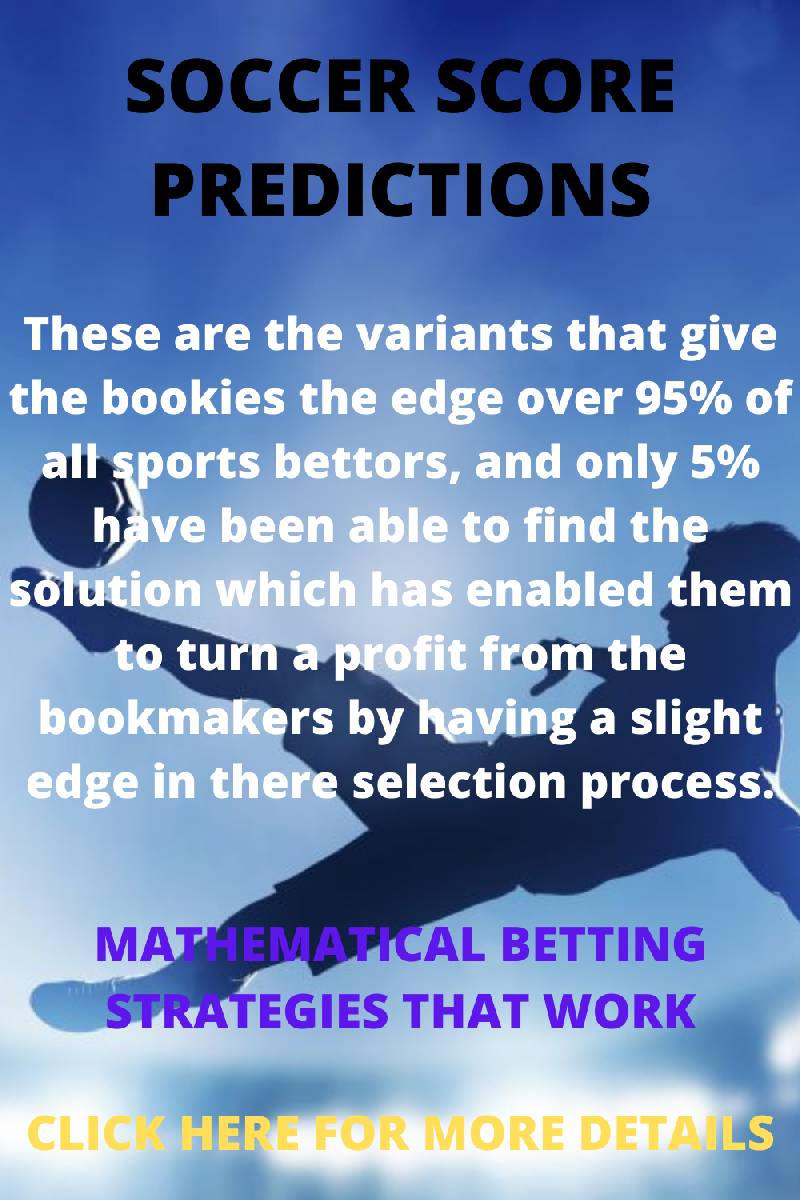 SOCCER SCORE
PREDICTIONS
These are the variants that give
the bookies the edge over 95% of
all sports bettors, and only 5%
have been able to find the
solution which has enabled them
to turn a profit from the
bookmakers by having a slight
edge in there selection process.
MATHEMATICAL BETTING
STRATEGIES THAT WORK
CLICK HERE FOR MORE DETAILS